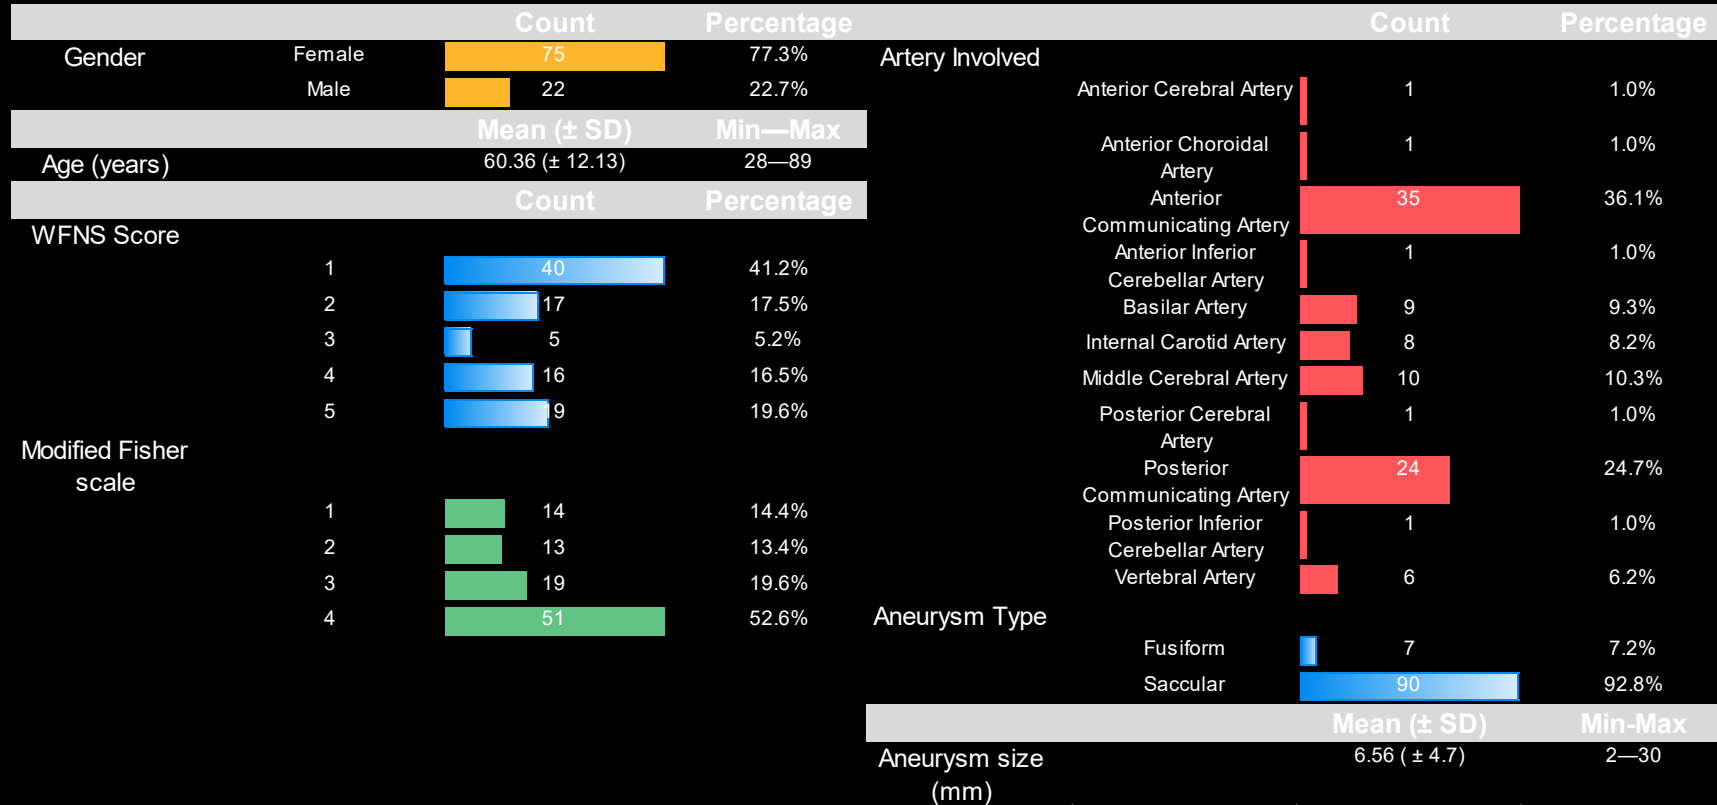 Count Percentage
Gender Female 75 77.3%
Male 22 22.7%
Mean (± SD) Min—Max
Age (years) 60.36 (± 12.13) 28—89
Count Percentage
WFNS Score
1 40 41.2%
2 17 17.5%
3 5 5.2%
4 16 16.5%
5 19 19.6%
Modified Fisher
scale
1 14 14.4%
2 13 13.4%
3 19 19.6%
4 51 52.6%
Count Percentage
Artery Involved
Anterior Cerebral Artery 1 1.0%
Anterior Choroidal 1 1.0%
Artery
Anterior 35 36.1%
Communicating Artery
Anterior Inferior 1 1.0%
Cerebellar Artery
Basilar Artery 9 9.3%
Internal Carotid Artery 8 8.2%
Middle Cerebral Artery 10 10.3%
Posterior Cerebral 1 1.0%
Artery
Posterior 24 24.7%
Communicating Artery
Posterior Inferior 1 1.0%
Cerebellar Artery
Vertebral Artery 6 6.2%
Aneurysm Type
Fusiform 7 7.2%
Saccular 90 92.8%
Mean (± SD) Min-Max
Aneurysm size 6.56 ( ± 4.7) 2—30
(mm)